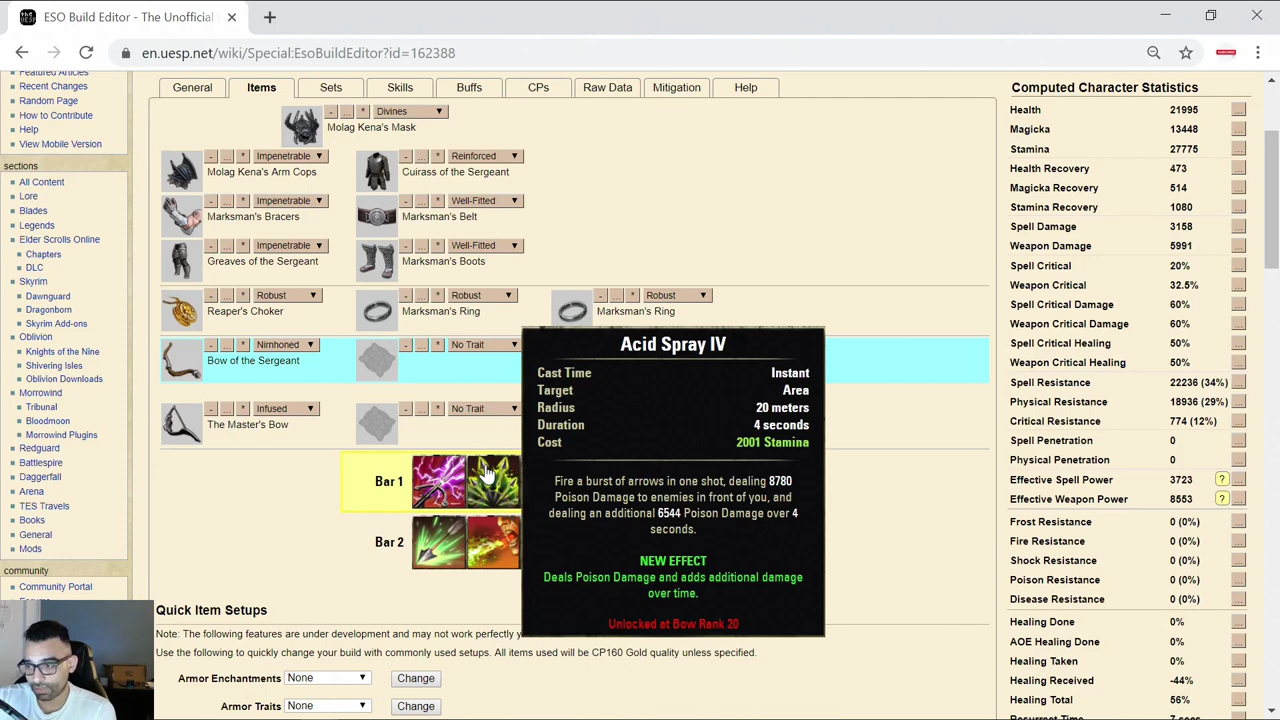 ESO Build Editor - The Unofficial
en.uesp.net/wiki/Special:EsoBuildEditor?id=162388
Featured Articles
Recent Changes
Random Page
How to Contribute
Help
View Mobile Version
sections
All Content
Lore
Blades
Legends
Elder Scrolls Online
Chapters
DLC
Skyrim
Dawnguard
Dragonborn
Skyrim Add-ons
Oblivion
Knights of the Nine
Shivering Isles
Oblivion Downloads
Morrowind
Tribunal
Bloodmoon
Morrowind Plugins
Redguard
Battlespire
Daggerfall
Arena
TES Travels
Books
General
Mods
community
Community Portal
General Items Sets Skills Buffs CPs Raw Data Mitigation Help
- ... * Divines
Molag Kena's Mask
- ... * Impenetrable - ... * Reinforced
Molag Kena's Arm Cops Cuirass of the Sergeant
- ... * Impenetrable - ... * Well-Fitted
Marksman's Bracers Marksman's Belt
- ... * Impenetrable - ... * Well-Fitted
Greaves of the Sergeant Marksman's Boots
- ... * Robust - ... * Robust - ... * Robust
Reaper's Choker Marksman's Ring Marksman's Ring
- ... * Nirnhoned - ... * No Trait
Bow of the Sergeant
- ... * Infused - ... * No Trait
The Master's Bow
Bar 1
Bar 2
Acid Spray IV
Cast Time Instant
Target Area
Radius 20 meters
Duration 4 seconds
Cost 2001 Stamina
Fire a burst of arrows in one shot, dealing 8780
Poison Damage to enemies in front of you, and
dealing an additional 6544 Poison Damage over 4
seconds.
NEW EFFECT
Deals Poison Damage and adds additional damage
over time.
Unlocked at Bow Rank 20
Quick Item Setups
Note: The following features are under development and may not work perfectly y
Use the following to quickly change your build with commonly used setups. All items used will be CP160 Gold quality unless specified.
Armor Enchantments None Change
Armor Traits None Change
Computed Character Statistics
Health 21995 ...
Magicka 13448 ...
Stamina 27775 ...
Health Recovery 473 ...
Magicka Recovery 514 ...
Stamina Recovery 1080 ...
Spell Damage 3158 ...
Weapon Damage 5991 ...
Spell Critical 20% ...
Weapon Critical 32.5% ...
Spell Critical Damage 60% ...
Weapon Critical Damage 60% ...
Spell Critical Healing 50% ...
Weapon Critical Healing 50% ...
Spell Resistance 22236 (34%) ...
Physical Resistance 18936 (29%) ...
Critical Resistance 774 (12%) ...
Spell Penetration 0 ...
Physical Penetration 0 ...
Effective Spell Power 3723 ? ...
Effective Weapon Power 8553 ? ...
Frost Resistance 0 (0%) ...
Fire Resistance 0 (0%) ...
Shock Resistance 0 (0%) ...
Poison Resistance 0 (0%) ...
Disease Resistance 0 (0%) ...
Healing Done 0% ...
AOE Healing Done 0% ...
Healing Taken 0% ...
Healing Received -44% ...
Healing Total 56% ...